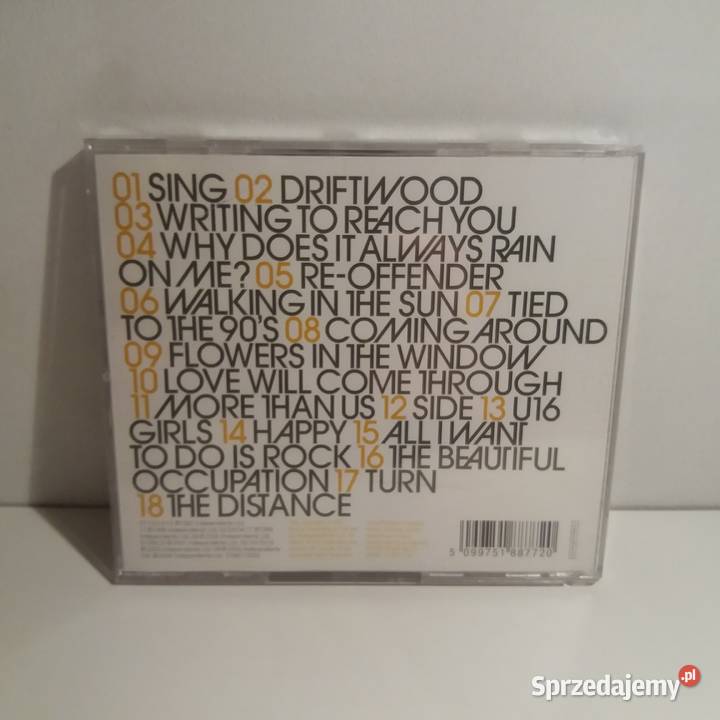 01 SING 02 DRIFTWOOD
03 WRITING TO REACH YOU
04 WHY DOES IT ALWAYS RAIN
ON ME? 05 RE-OFFENDER
06 WALKING IN THE SUN 07 TIED
TO THE 90'S 08 COMING AROUND
09 FLOWERS IN THE WINDOW
10 LOVE WILL COME THROUGH
11 MORE THAN US 12 SIDE 13 U16
GIRLS 14 HAPPY 15 ALL I WANT
TO DO IS ROCK 16 THE BEAUTIFUL
OCCUPATION 17 TURN
18 THE DISTANCE
5 099751 887720
Sprzedajemy.pl